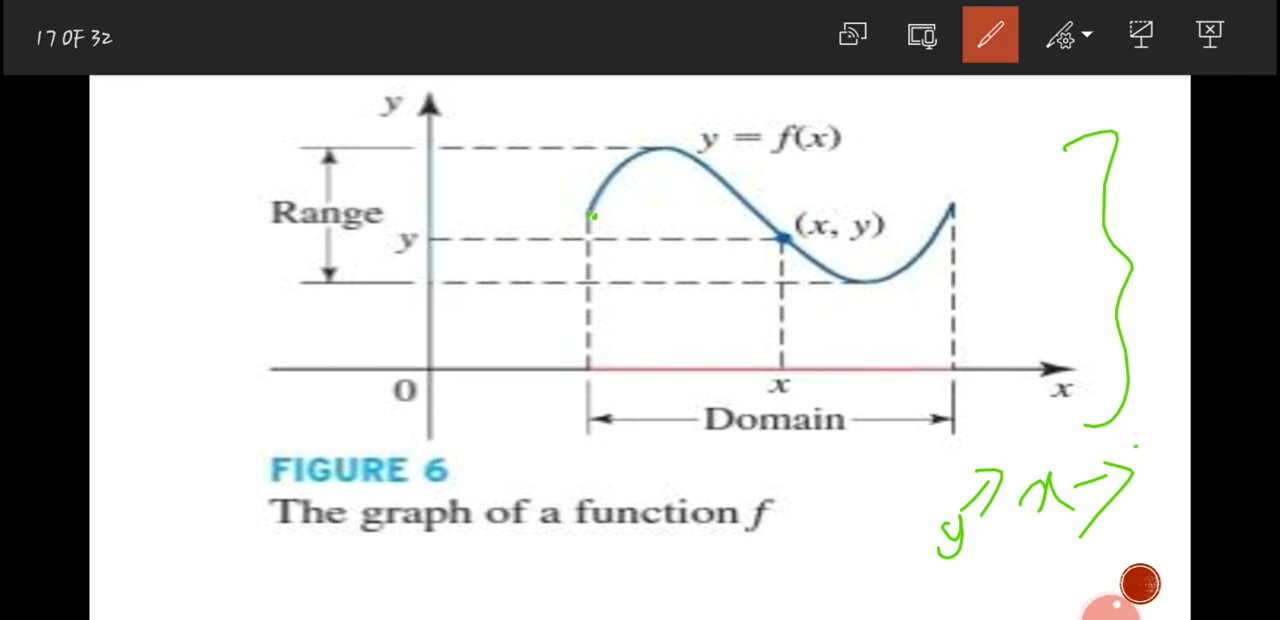 17 OF 32
y
y = f(x)
Range
(x, y)
y
0
x
x
Domain
FIGURE 6
The graph of a function f
y x